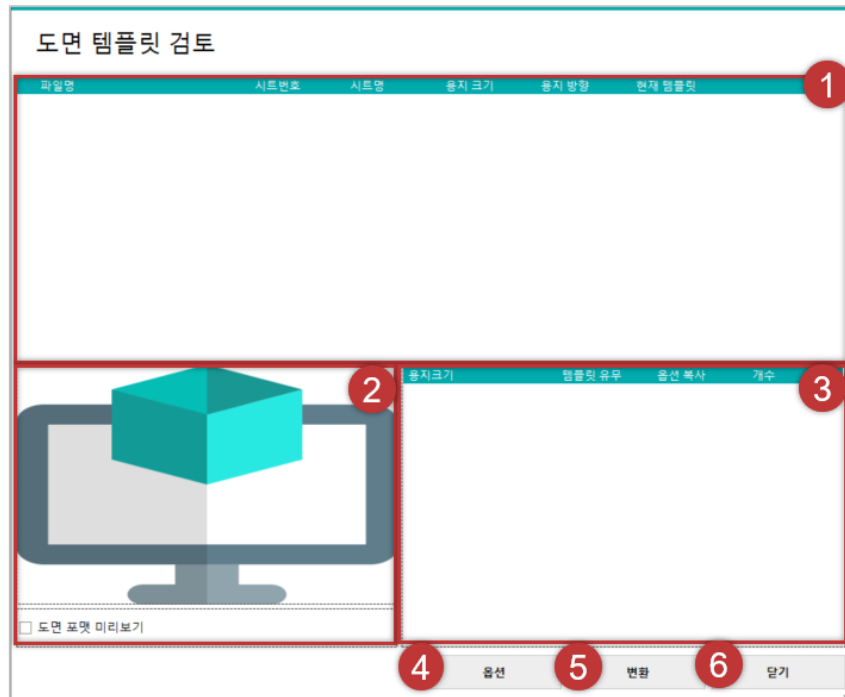 도면 템플릿 검토
파일명 시트번호 시트명 용지 크기 용지 방향 현재 템플릿 1
2 용지크기 템플릿 유무 옵션 복사 개수 3
도면 포맷 미리보기
4 옵션 5 변환 6 닫기